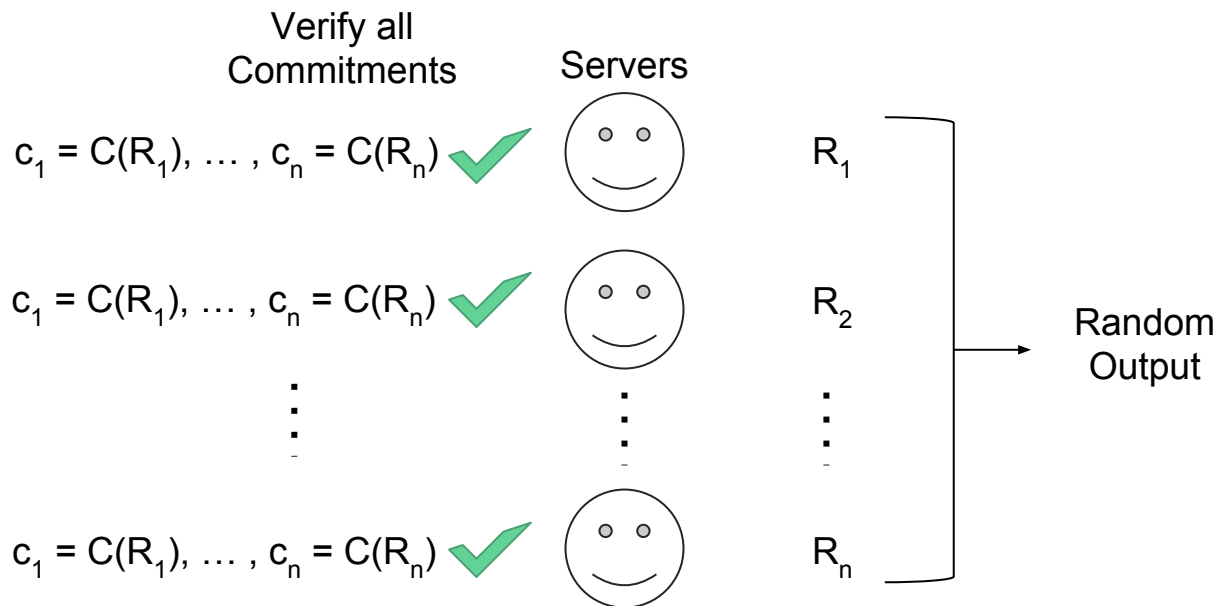 Verify all
Commitments
Servers
c₁ = C(R₁), … , cₙ = C(Rₙ)
R₁
c₁ = C(R₁), … , cₙ = C(Rₙ)
R₂
Random
Output
c₁ = C(R₁), … , cₙ = C(Rₙ)
Rₙ